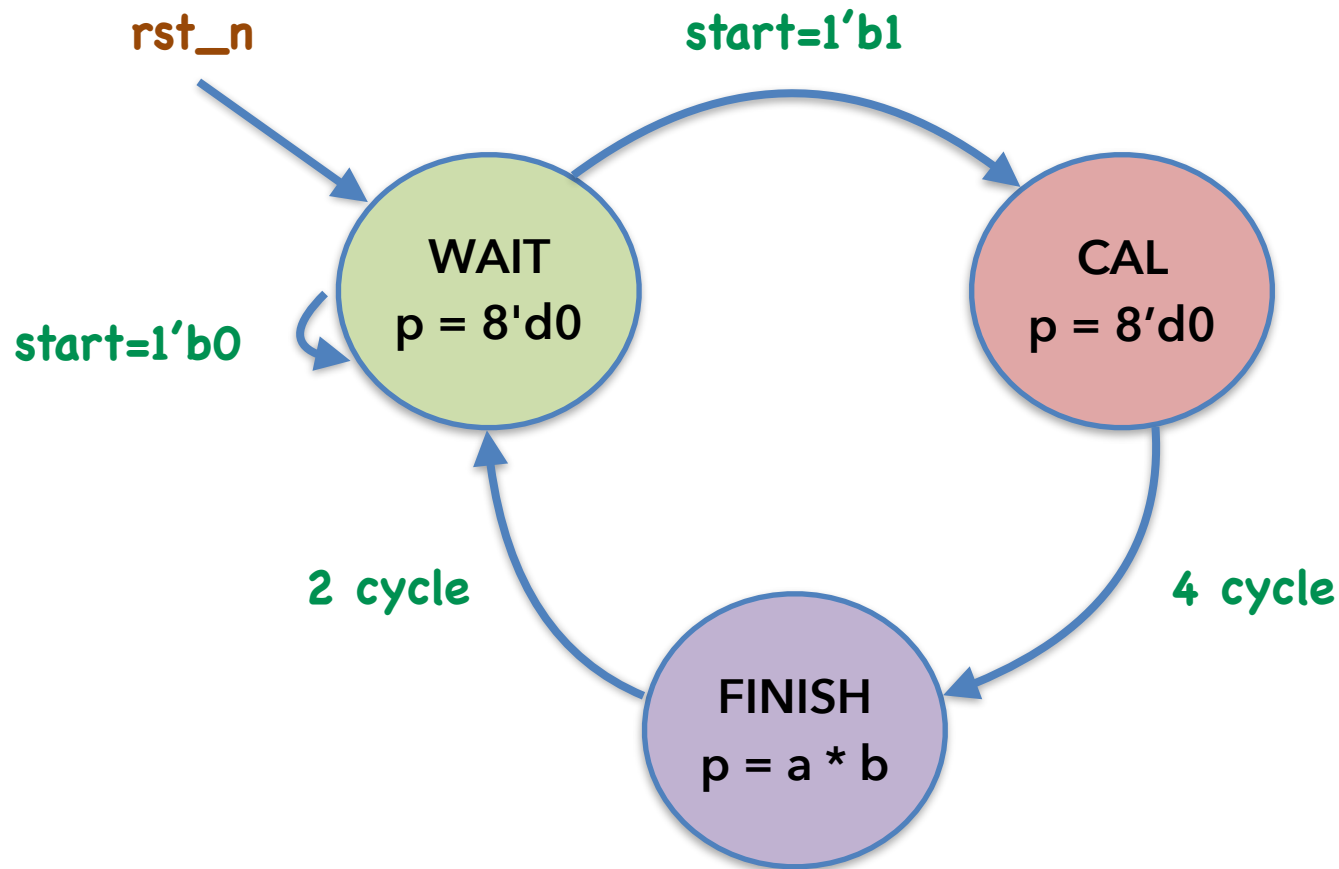 rst_n
start=1′b1
WAIT
p = 8'd0
CAL
p = 8′d0
start=1′b0
2 cycle
4 cycle
FINISH
p = a * b